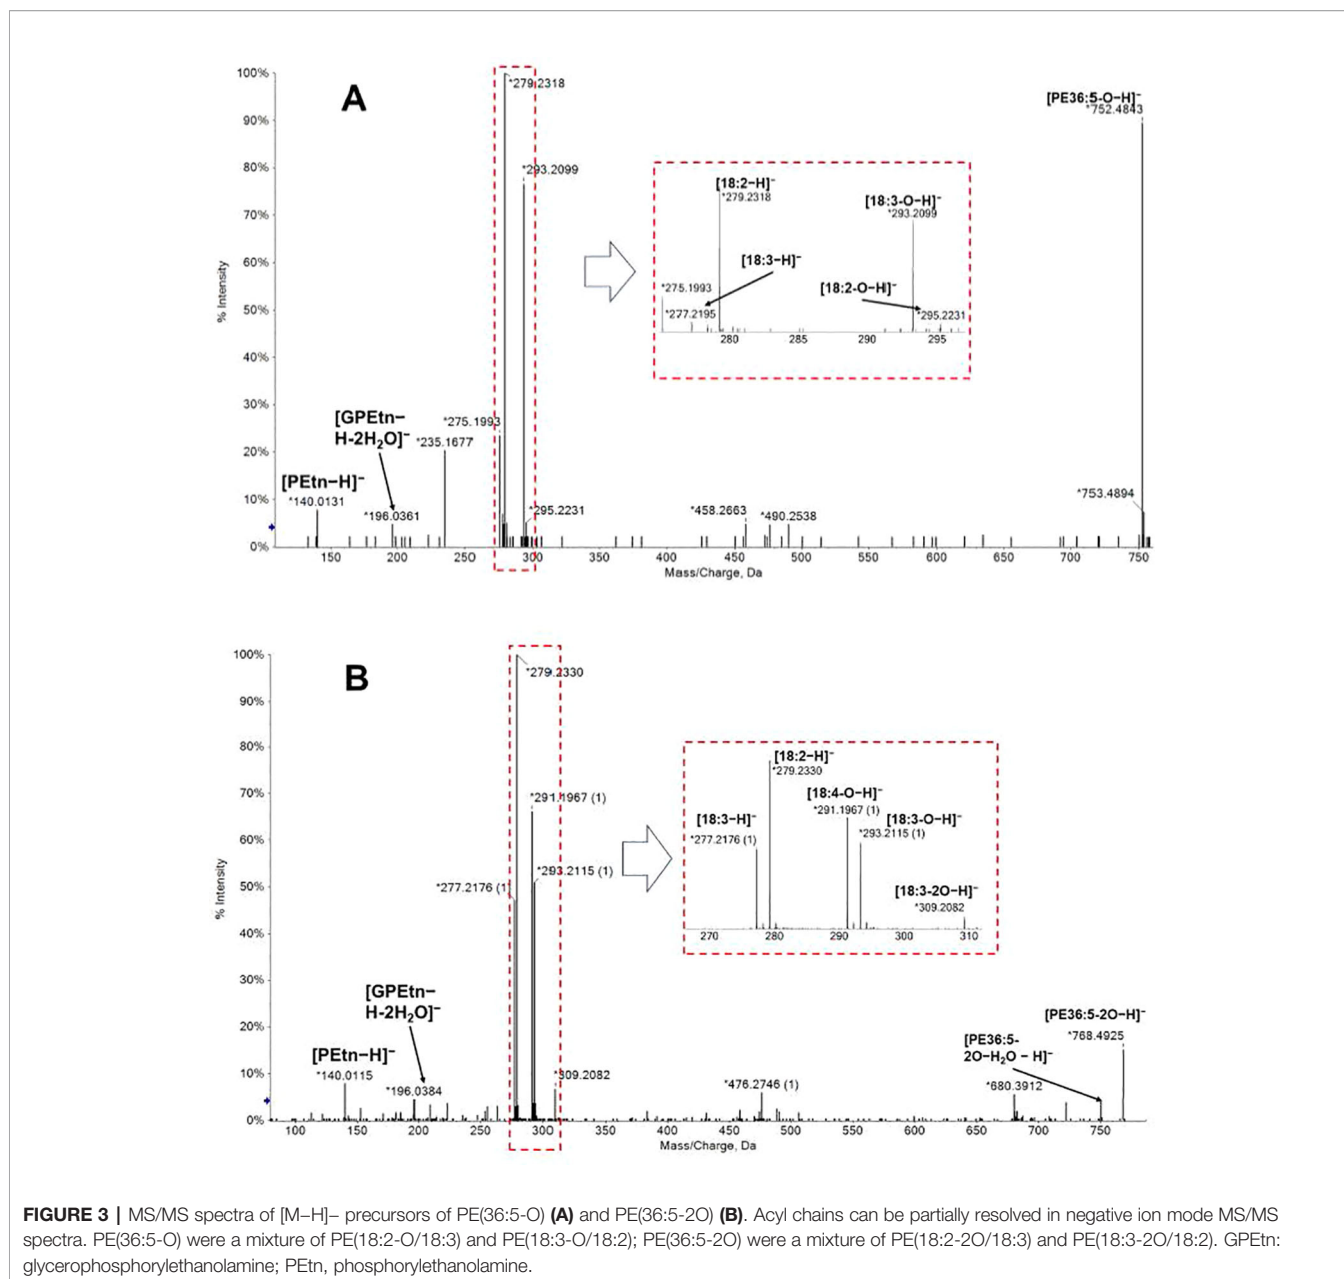 A
100%
90%
80%
70%
60%
50%
40%
30%
20%
10%
0%
% Intensity
*279.2318
*293.2099
[PE36:5-O−H]⁻
*752.4843
[18:2−H]⁻
*279.2318
[18:3-O−H]⁻
*293.2099
[18:3−H]⁻
[18:2-O−H]⁻
*275.1993
*277.2195
*295.2231
280 285 290 295
[GPEtn−
H-2H₂O]⁻
*275.1993
*235.1677
[PEtn−H]⁻
*140.0131
*196.0361
*295.2231
*458.2663
*490.2538
*753.4894
150 200 250 300 350 400 450 500 550 600 650 700 750
Mass/Charge, Da
B
100%
90%
80%
70%
60%
50%
40%
30%
20%
10%
0%
% Intensity
*279.2330
*291.1967 (1)
*293.2115 (1)
*277.2176 (1)
[18:2−H]⁻
*279.2330
[18:4-O−H]⁻
*291.1967 (1)
[18:3−H]⁻
*277.2176 (1)
[18:3-O−H]⁻
*293.2115 (1)
[18:3-2O−H]⁻
*309.2082
270 280 290 300 310
[GPEtn−
H-2H₂O]⁻
[PEtn−H]⁻
*140.0115
*196.0384
*309.2082
*476.2746 (1)
[PE36:5-2O−H]⁻
*768.4925
[PE36:5-
2O−H₂O − H]⁻
*680.3912
100 150 200 250 300 350 400 450 500 550 600 650 700 750
Mass/Charge, Da
FIGURE 3 | MS/MS spectra of [M−H]− precursors of PE(36:5-O) (A) and PE(36:5-2O) (B). Acyl chains can be partially resolved in negative ion mode MS/MS
spectra. PE(36:5-O) were a mixture of PE(18:2-O/18:3) and PE(18:3-O/18:2); PE(36:5-2O) were a mixture of PE(18:2-2O/18:3) and PE(18:3-2O/18:2). GPEtn:
glycerophosphorylethanolamine; PEtn, phosphorylethanolamine.